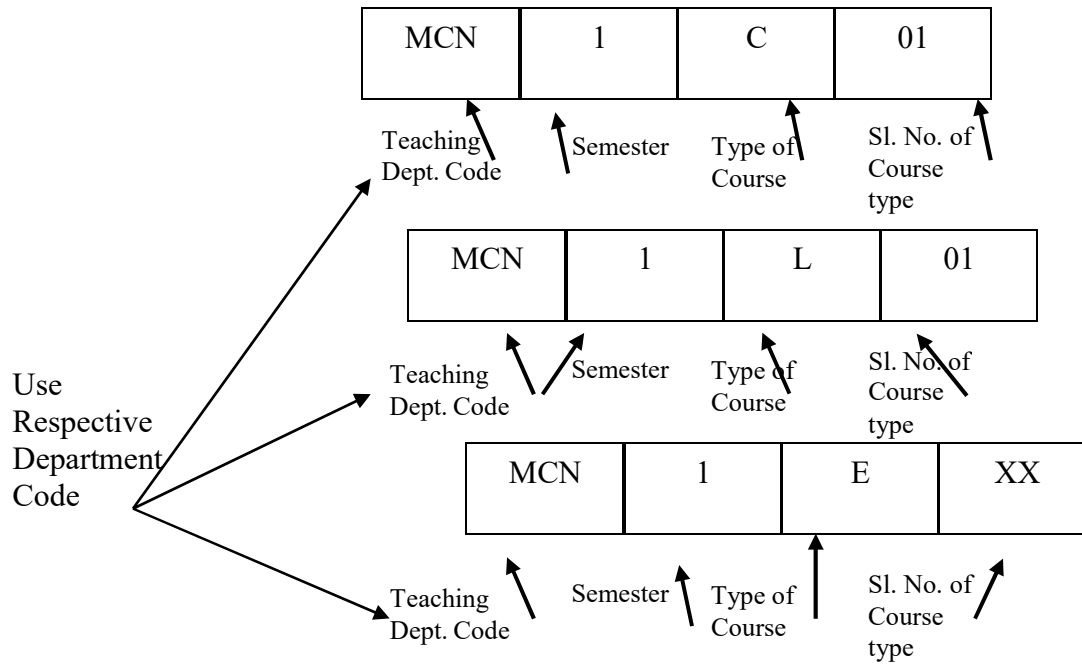 MCN 1 C 01
Teaching
Dept. Code
Semester
Type of
Course
Sl. No. of
Course
type
MCN 1 L 01
Teaching
Dept. Code
Semester
Type of
Course
Sl. No. of
Course
type
Use
Respective
Department
Code
MCN 1 E XX
Teaching
Dept. Code
Semester
Type of
Course
Sl. No. of
Course
type